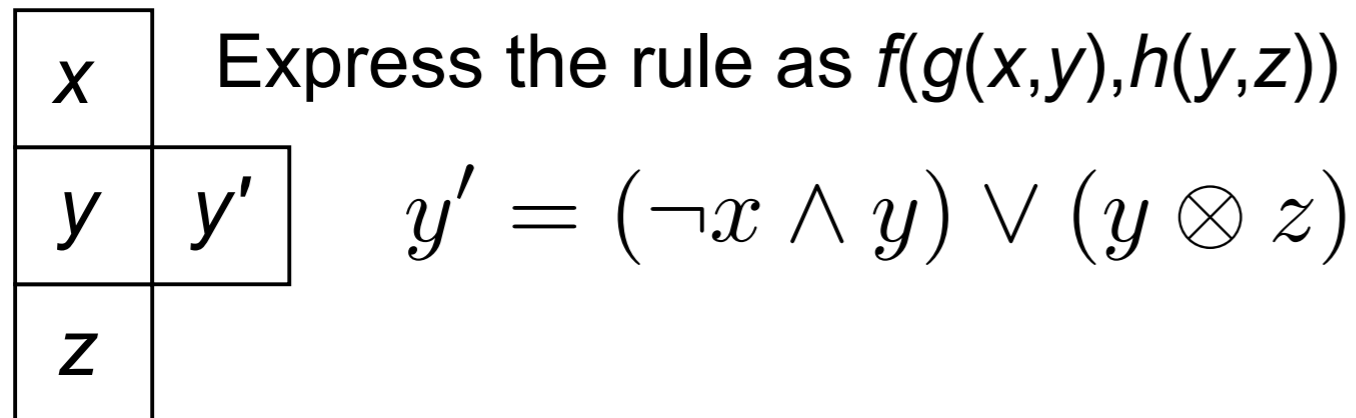 x
Express the rule as f(g(x,y),h(y,z))
y y' y′ = (¬x ∧ y) ∨ (y ⊗ z)
z